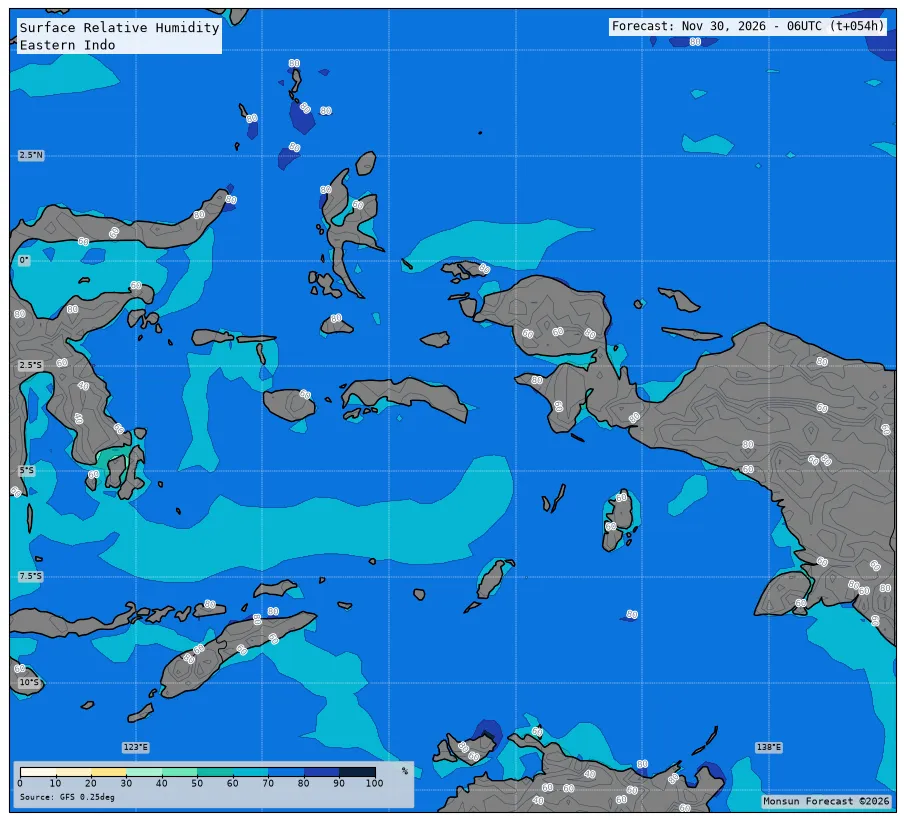 Surface Relative Humidity
Eastern Indo
Forecast: Nov 30, 2026 - 06UTC (t+054h)
2.5°N
0°
2.5°S
5°S
7.5°S
10°S
123°E
138°E
%
0 10 20 30 40 50 60 70 80 90 100
Source: GFS 0.25deg
Monsun Forecast ©2026